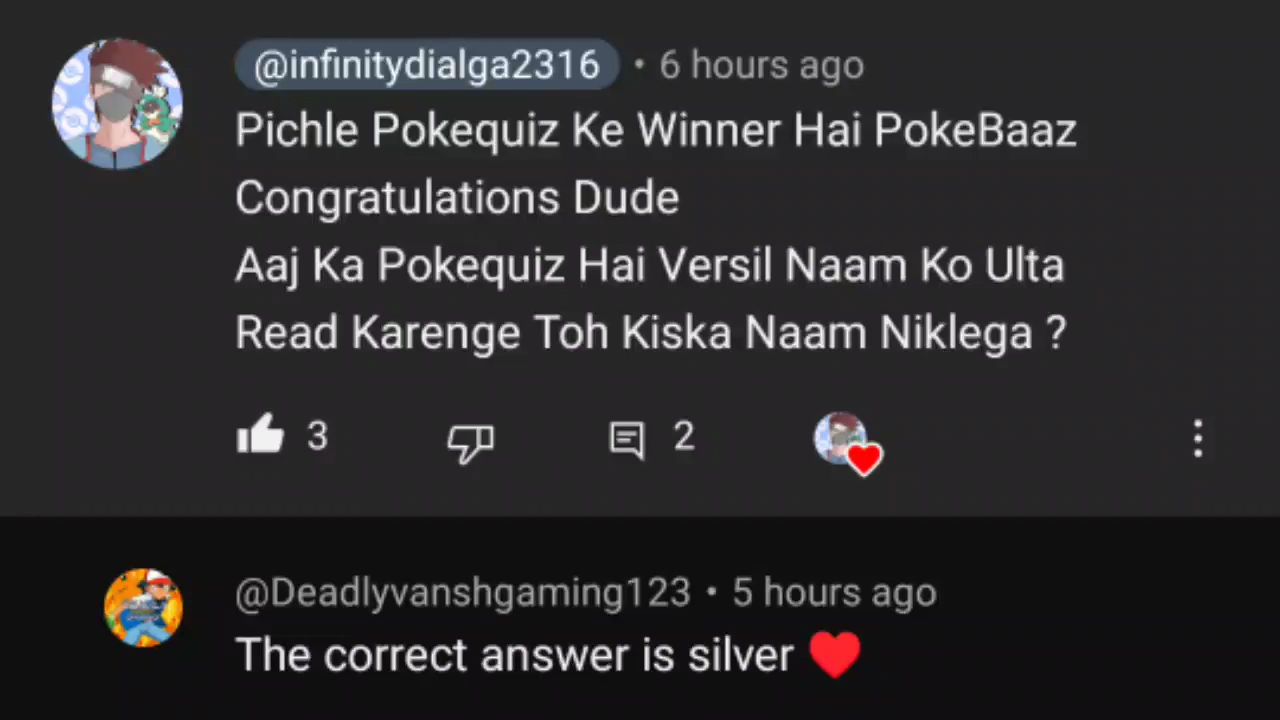 @infinitydialga2316 • 6 hours ago
Pichle Pokequiz Ke Winner Hai PokeBaaz
Congratulations Dude
Aaj Ka Pokequiz Hai Versil Naam Ko Ulta
Read Karenge Toh Kiska Naam Niklega ?
3 2
@Deadlyvanshgaming123 • 5 hours ago
The correct answer is silver ♥